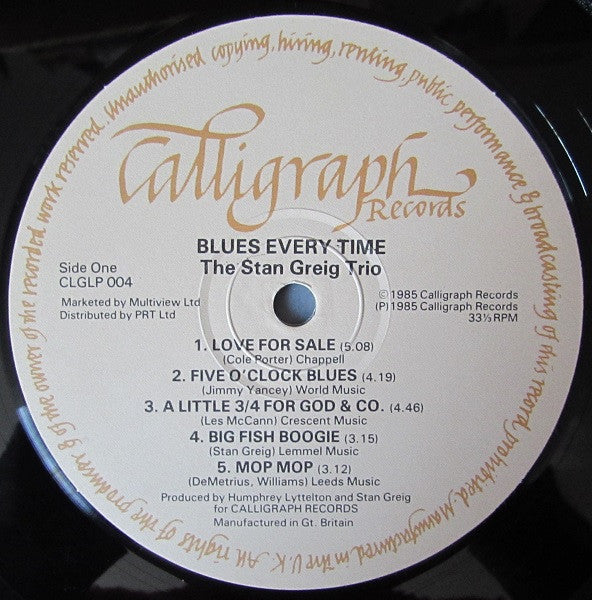 All rights of the producer & of the owner of the recorded work reserved. Unauthorised copying, hiring, renting, public performance & broadcasting of this record prohibited. Manufactured in the U.K.
Calligraph
Records
BLUES EVERY TIME
The Stan Greig Trio
Side One
CLGLP 004
Marketed by Multiview Ltd
Distributed by PRT Ltd
© 1985 Calligraph Records
(P) 1985 Calligraph Records
33⅓ RPM
1. LOVE FOR SALE (5.08)
(Cole Porter) Chappell
2. FIVE O'CLOCK BLUES (4.19)
(Jimmy Yancey) World Music
3. A LITTLE 3/4 FOR GOD & CO. (4.46)
(Les McCann) Crescent Music
4. BIG FISH BOOGIE (3.15)
(Stan Greig) Lemmel Music
5. MOP MOP (3.12)
(DeMetrius, Williams) Leeds Music
Produced by Humphrey Lyttelton and Stan Greig
for CALLIGRAPH RECORDS
Manufactured in Gt. Britain